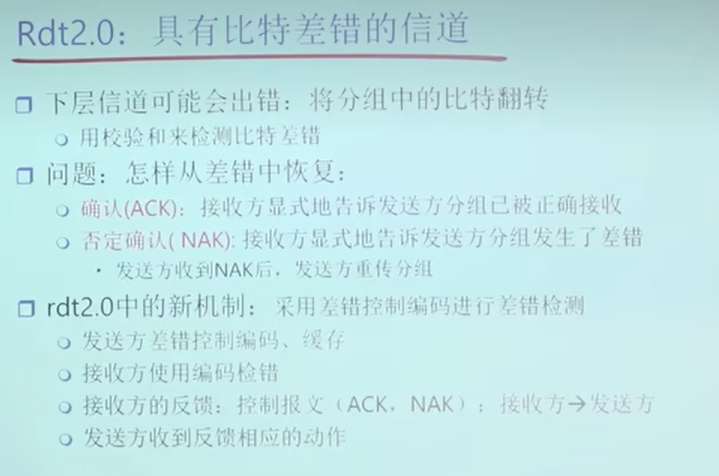 Rdt2.0：具有比特差错的信道
下层信道可能会出错：将分组中的比特翻转
用校验和来检测比特差错
问题：怎样从差错中恢复：
确认(ACK)：接收方显式地告诉发送方分组已被正确接收
否定确认( NAK): 接收方显式地告诉发送方分组发生了差错
· 发送方收到NAK后，发送方重传分组
rdt2.0中的新机制：采用差错控制编码进行差错检测
发送方差错控制编码、缓存
接收方使用编码检错
接收方的反馈：控制报文（ACK，NAK）：接收方→发送方
发送方收到反馈相应的动作